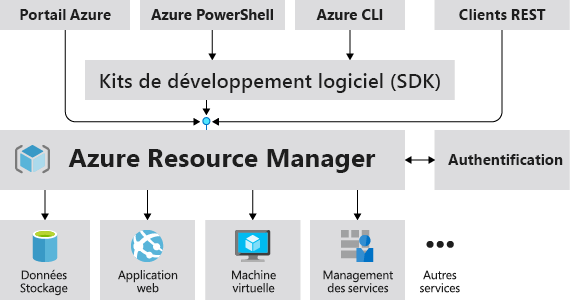 Portail Azure
Azure PowerShell
Azure CLI
Clients REST
Kits de développement logiciel (SDK)
Azure Resource Manager
Authentification
Données
Stockage
Application
web
Machine
virtuelle
Management
des services
Autres
services